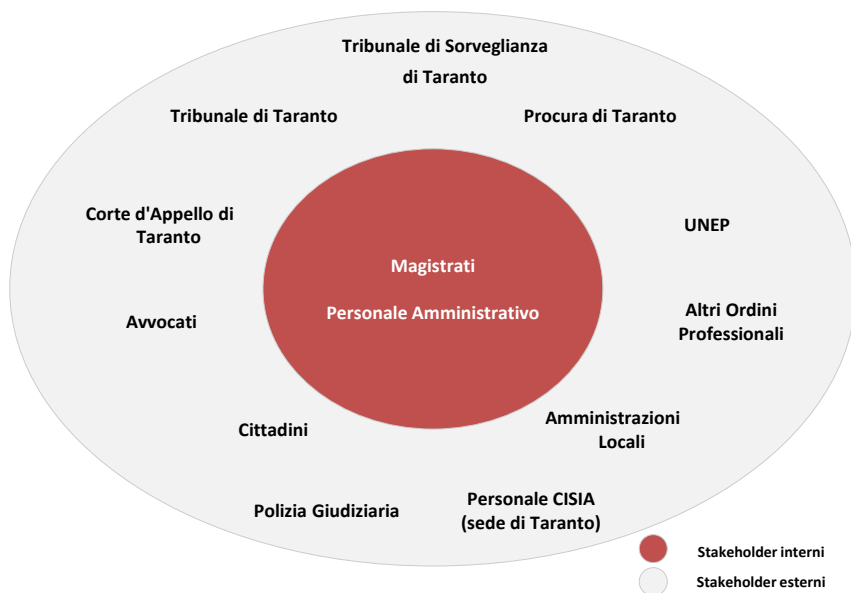 Tribunale di Sorveglianza
di Taranto
Tribunale di Taranto
Procura di Taranto
Corte d'Appello di
Taranto
UNEP
Magistrati
Personale Amministrativo
Avvocati
Altri Ordini
Professionali
Cittadini
Amministrazioni
Locali
Polizia Giudiziaria
Personale CISIA
(sede di Taranto)
Stakeholder interni
Stakeholder esterni